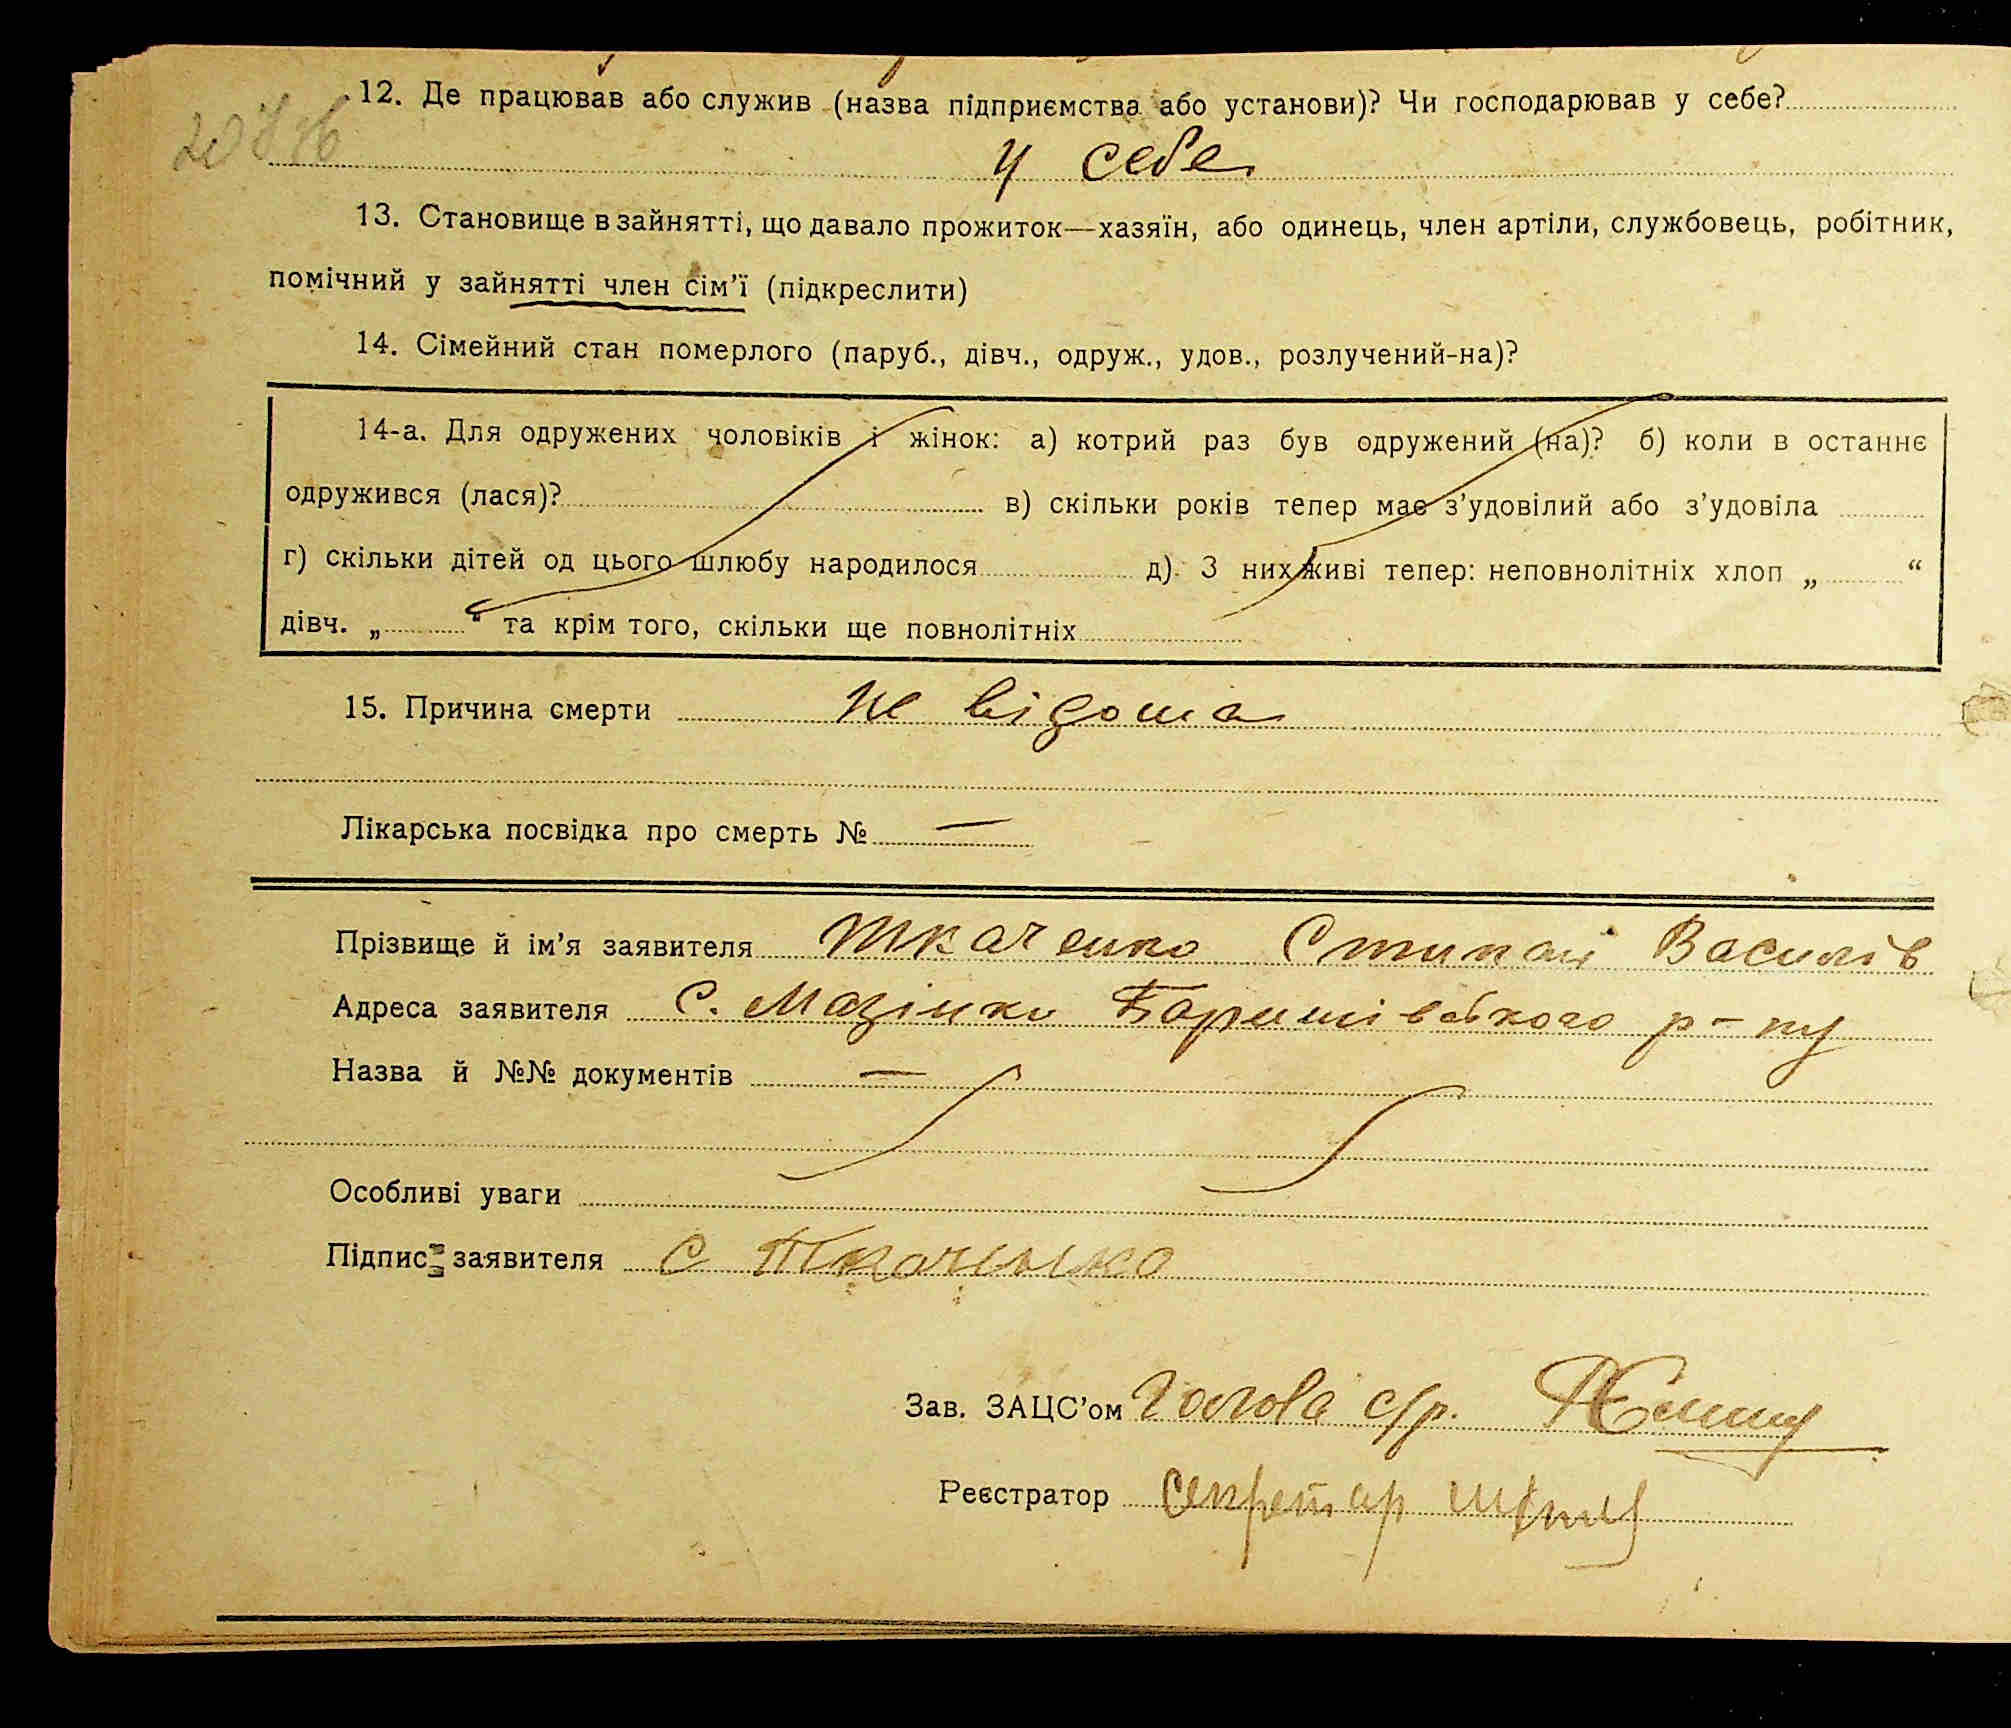 12. Де працював або служив (назва підприємства або установи)? Чи господарював у себе?
у себе
13. Становище в зайнятті, що давало прожиток—хазяїн, або одинець, член артіли, службовець, робітник,
помічний у зайнятті член сім'ї (підкреслити)
14. Сімейний стан померлого (паруб., дівч., одруж., удов., розлучений-на)?
14-а. Для одружених чоловіків і жінок: а) котрий раз був одружений (на)? б) коли в останнє
одружився (лася)? в) скільки років тепер має з'удовілий або з'удовіла
г) скільки дітей од цього шлюбу народилося д). З них живі тепер: неповнолітніх хлоп „ “
дівч. „ “ та крім того, скільки ще повнолітніх
15. Причина смерти не відома
Лікарська посвідка про смерть № —
Прізвище й ім'я заявителя Ткаченко Степан Василів
Адреса заявителя с. Мазінки Баришівського р-ну
Назва й №№ документів —
Особливі уваги
Підпис заявителя С Ткаченко
Зав. ЗАЦС'ом Голова с/р.
Реєстратор секретар